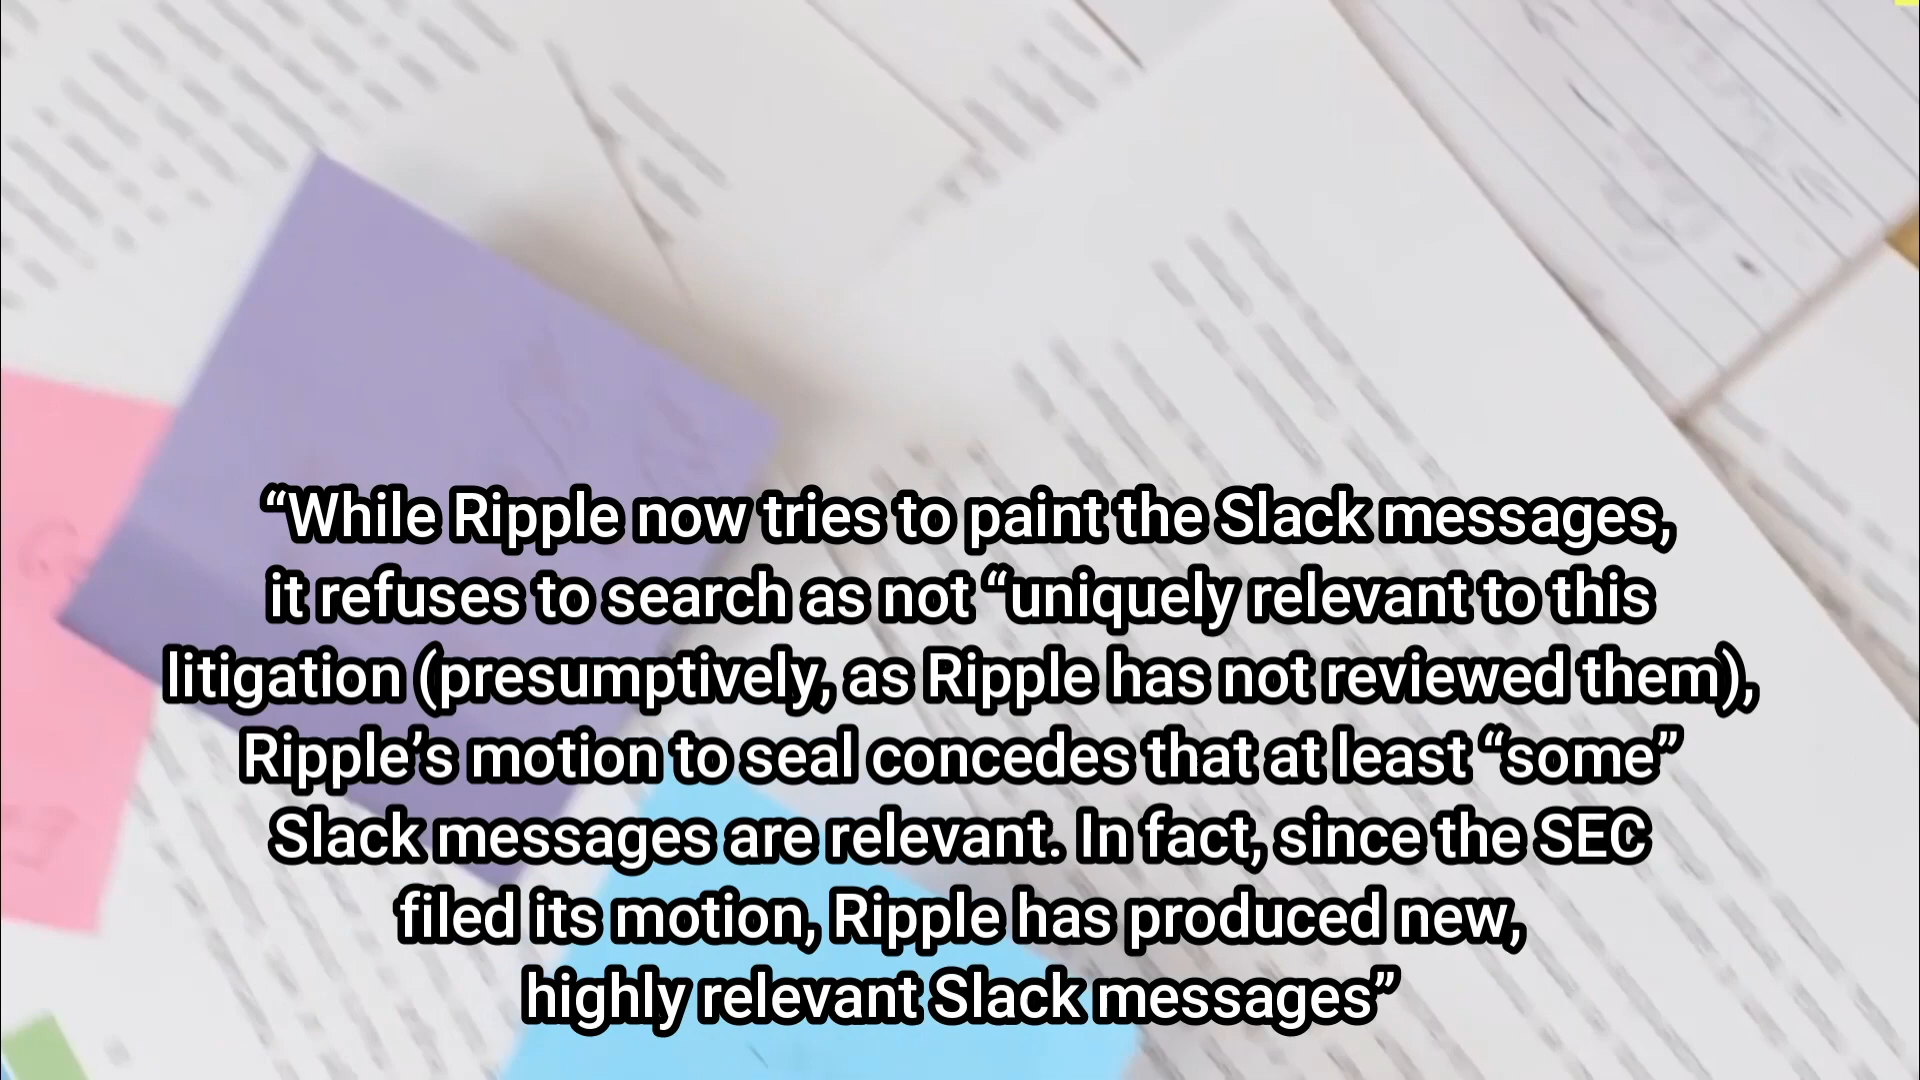 “While Ripple now tries to paint the Slack messages,
it refuses to search as not “uniquely relevant to this
litigation (presumptively, as Ripple has not reviewed them),
Ripple’s motion to seal concedes that at least “some”
Slack messages are relevant. In fact, since the SEC
filed its motion, Ripple has produced new,
highly relevant Slack messages”